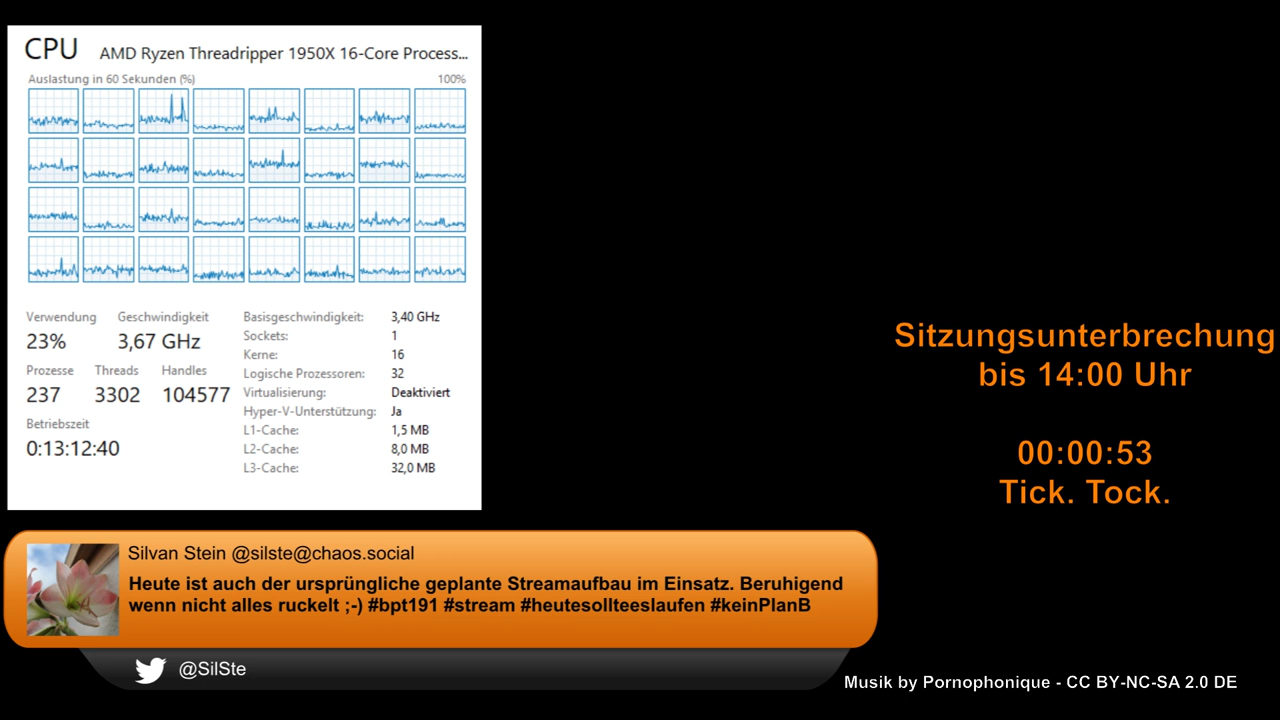 CPU AMD Ryzen Threadripper 1950X 16-Core Process...
Auslastung in 60 Sekunden (%) 100%
Verwendung Geschwindigkeit
23% 3,67 GHz
Prozesse Threads Handles
237 3302 104577
Betriebszeit
0:13:12:40
Basisgeschwindigkeit: 3,40 GHz
Sockets: 1
Kerne: 16
Logische Prozessoren: 32
Virtualisierung: Deaktiviert
Hyper-V-Unterstützung: Ja
L1-Cache: 1,5 MB
L2-Cache: 8,0 MB
L3-Cache: 32,0 MB
Sitzungsunterbrechung
bis 14:00 Uhr
00:00:53
Tick. Tock.
Silvan Stein @silste@chaos.social
Heute ist auch der ursprüngliche geplante Streamaufbau im Einsatz. Beruhigend
wenn nicht alles ruckelt ;-) #bpt191 #stream #heutesollteeslaufen #keinPlanB
@SilSte
Musik by Pornophonique - CC BY-NC-SA 2.0 DE